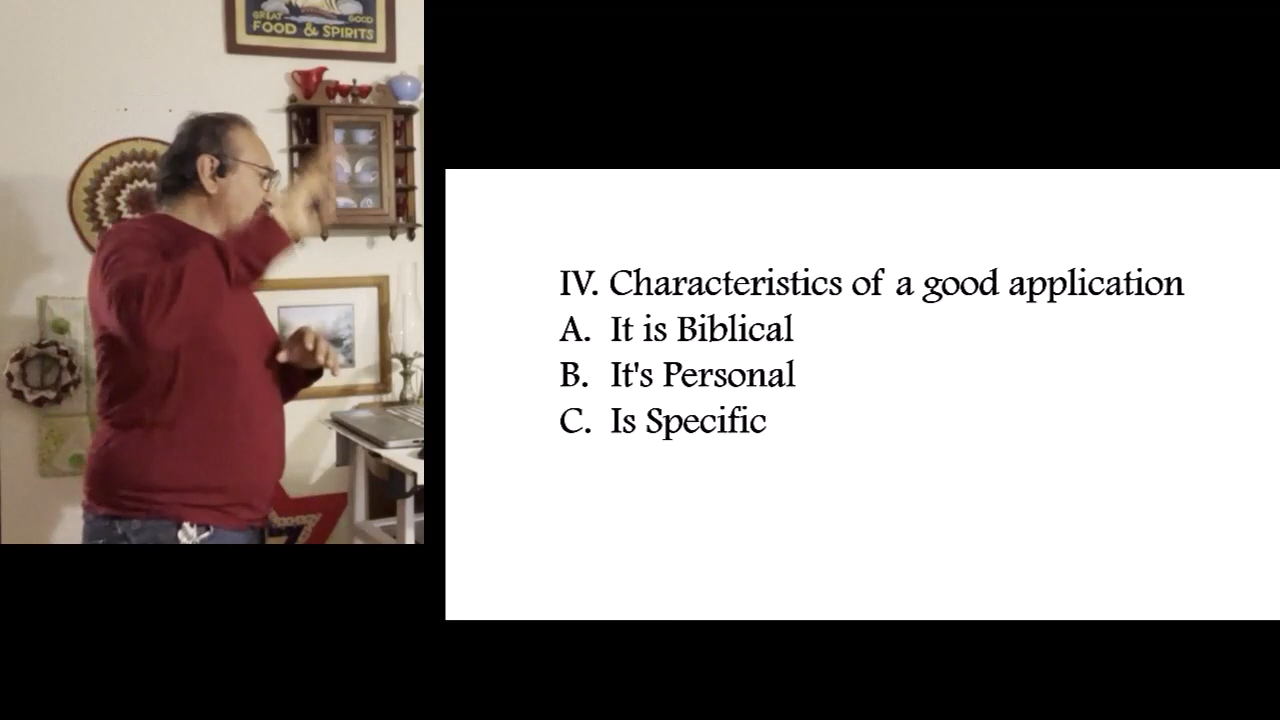 GREAT GOOD
FOOD & SPIRITS
IV. Characteristics of a good application
A. It is Biblical
B. It's Personal
C. Is Specific